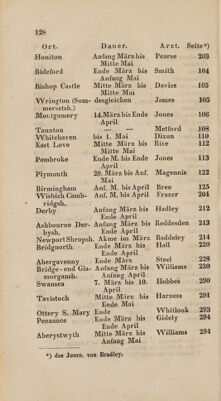 128
Ort. Dauer. Arzt. Seite*)
Honiton Anfang März bis Mitte Mai Pearse 203
Bideford Ende März bis Anfang Mai Smith 104
Bishop Castle Mitte März bis Mitte Mai Davies 105
Wrington (Som- desgleichen James 105
mersetsh.)
Montgomery 14. März bis Ende April Jones 106
Taunton — — Metford 108
Whitehaven bis 1. Mai Dixon 110
East Love Mitte März bis Mitte Mai Rice 112
Pembroke Ende M. bis Ende April Jones 113
Plymouth 20. März bis Anf. Mai Magennis 122
Birmingham Auf. M. bis April Bree 125
Wisbich Camb- Anf. M. bis April Frazer 204
ridgsh.
Derby Anfang März bis Ende April Hadley 212
Ashbourne Der- Anfang März bis Reddesden 213
bysh. Ende April
Newport Shropsh. Akme im März Baddeley 214
Bridgnorth Ende März bis Ende April Hall 220
Abergavenny Ende März Steel 228
Bridge-end Gla- Anfang März bis Williams 230
morgansh. Anfang Mai
Swansea 7. März bis 10. April Hobbes 290
Tavistoch Mitte März bis Ende März Harness 291
Ottery S. Mary Ende Whitlook 293
Penzance Ende März bis Ende April Gidely 294
Aberystwyth Mitte März bis Anfang Mai Williams 294
*) des Journ. von Bradley.